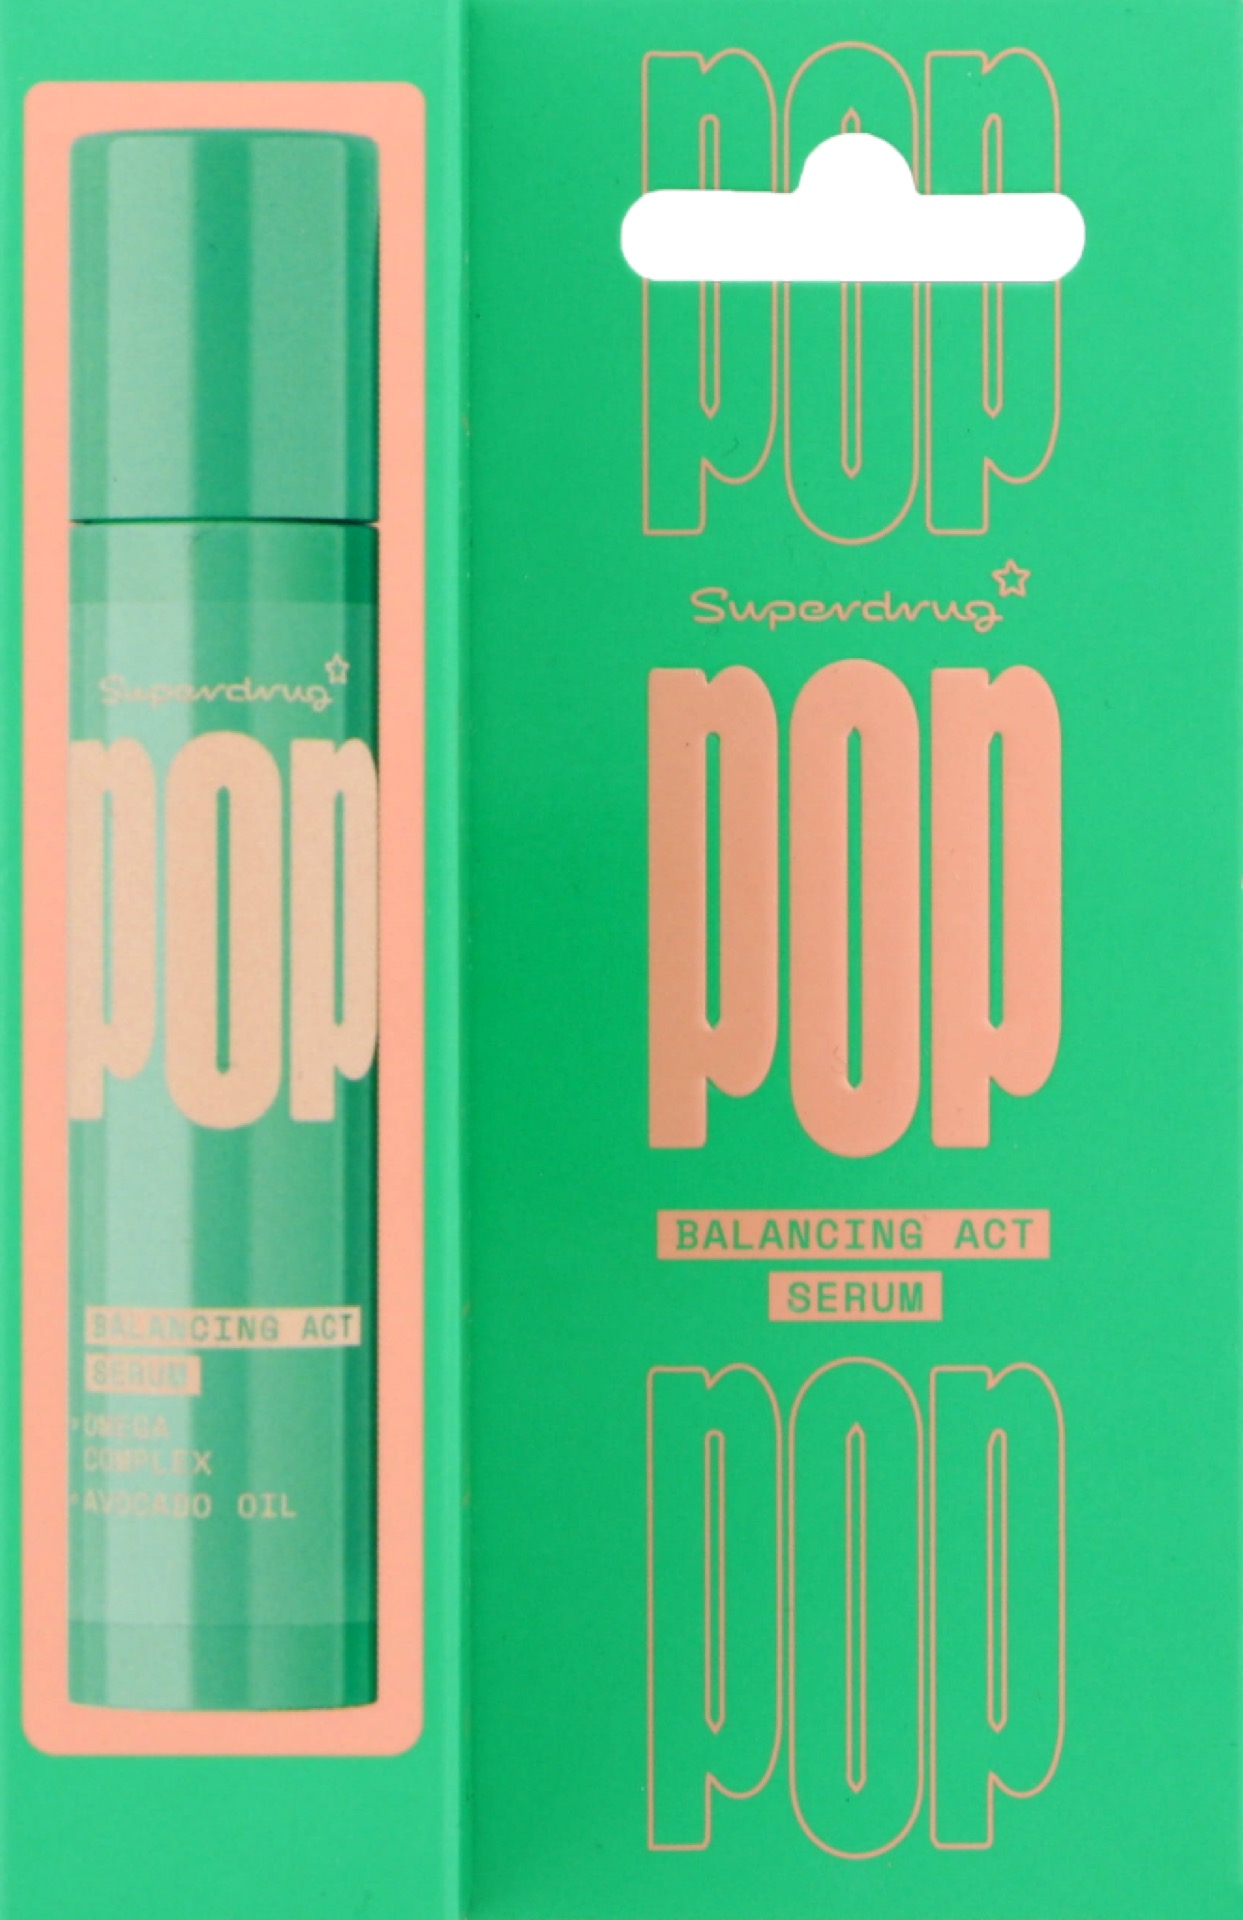 Superdrug
POP
BALANCING ACT
SERUM
OMEGA
COMPLEX
AVOCADO OIL
POP
Superdrug
POP
BALANCING ACT
SERUM
POP